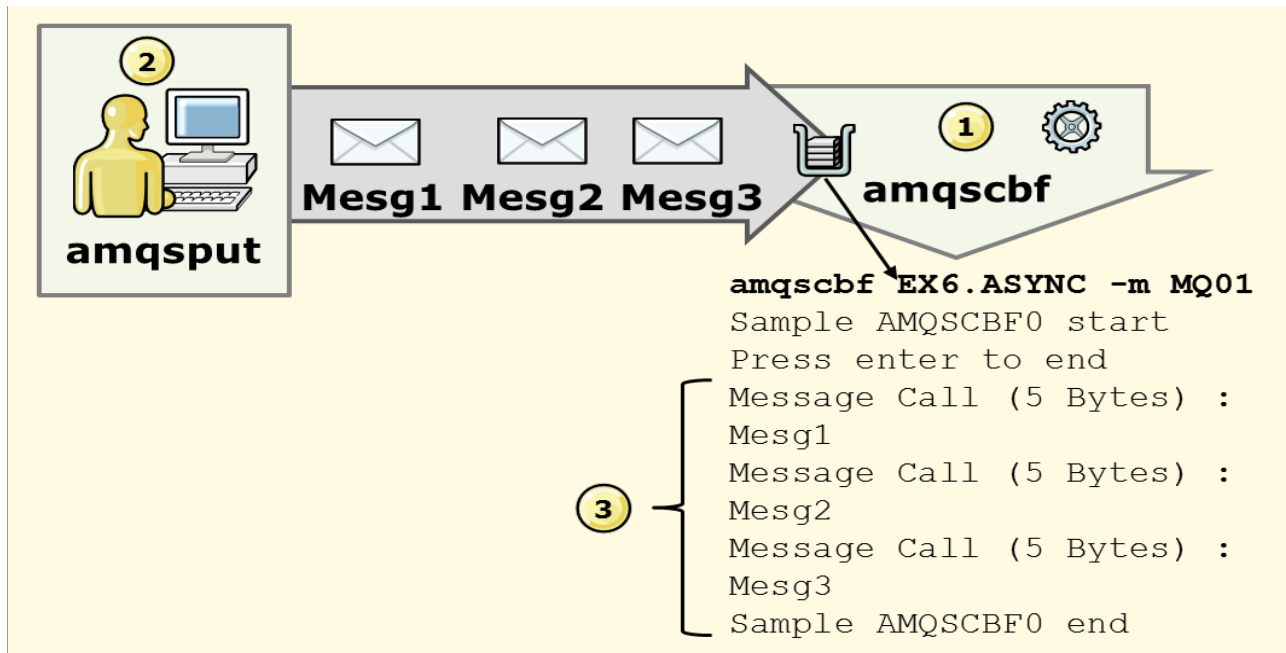 2
amqsput
Mesg1 Mesg2 Mesg3
1
amqscbf
amqscbf EX6.ASYNC -m MQ01
Sample AMQSCBF0 start
Press enter to end
Message Call (5 Bytes) :
Mesg1
Message Call (5 Bytes) :
Mesg2
Message Call (5 Bytes) :
Mesg3
Sample AMQSCBF0 end
3